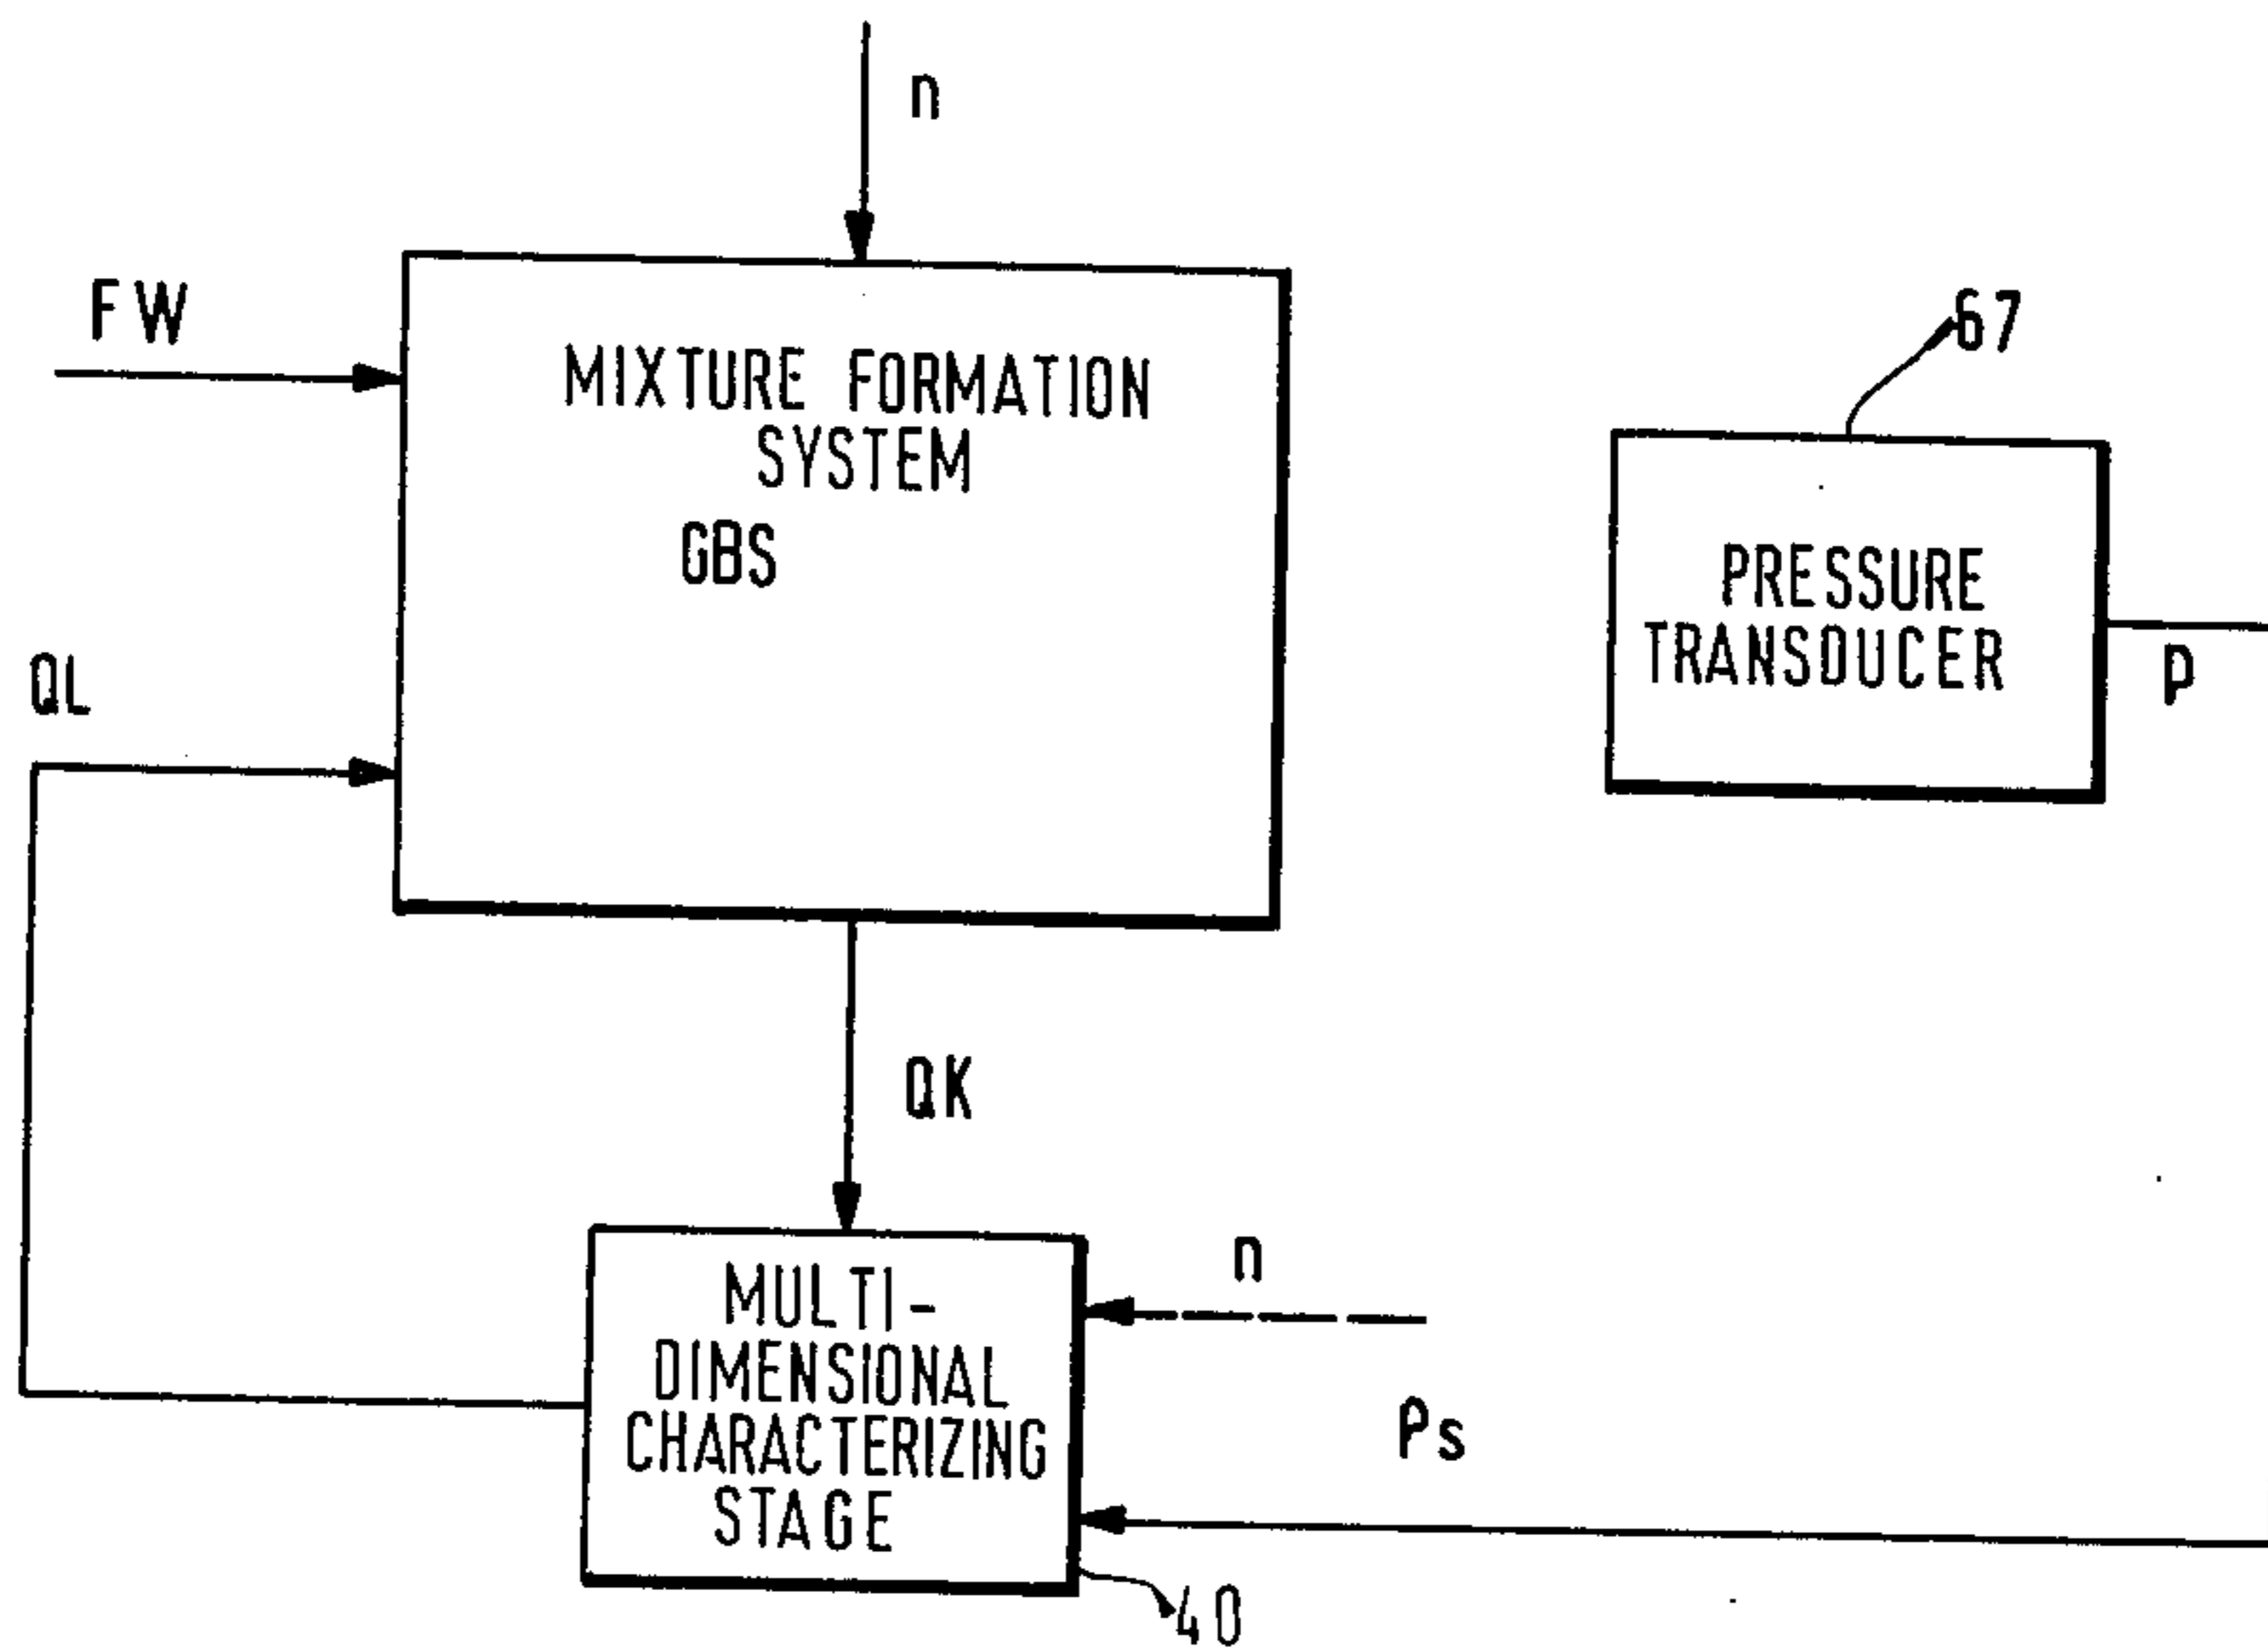 n
FW
MIXTURE FORMATION
SYSTEM
GBS
67
PRESSURE
TRANSDUCER
p
QL
QK
MULTI-
DIMENSIONAL
CHARACTERIZING
STAGE
n
Ps
40